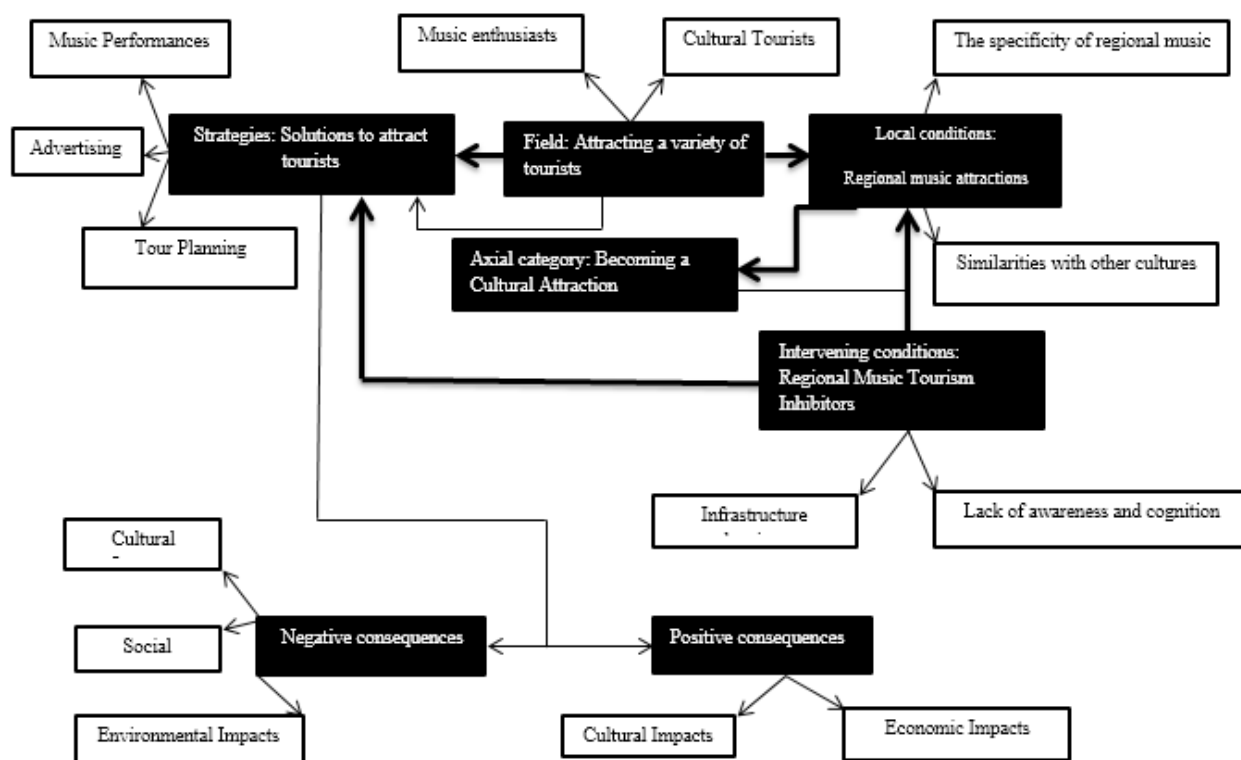 Music Performances
Music enthusiasts
Cultural Tourists
The specificity of regional music
Advertising
Strategies: Solutions to attract
tourists
Field: Attracting a variety of
tourists
Local conditions:
Regional music attractions
Tour Planning
Axial category: Becoming a
Cultural Attraction
Similarities with other cultures
Intervening conditions:
Regional Music Tourism
Inhibitors
Infrastructure
Lack of awareness and cognition
Cultural
Social
Negative consequences
Positive consequences
Environmental Impacts
Cultural Impacts
Economic Impacts